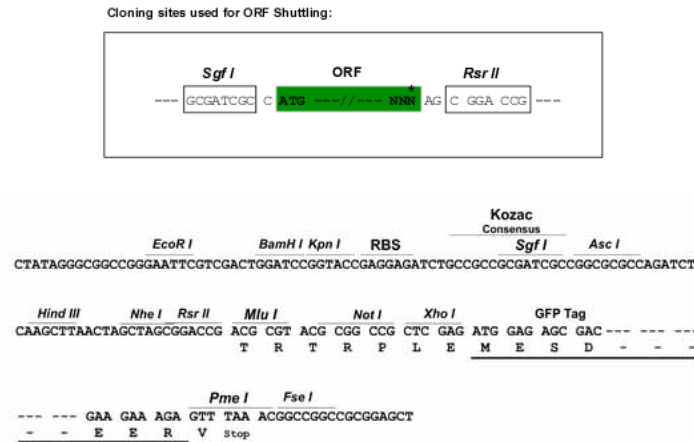 Cloning sites used for ORF Shuttling:
Sgf I ORF Rsr II
--- GCGATCGC C ATG ---//--- NNN* AG C GGA CCG ---
Kozac
Consensus
EcoR I BamH I Kpn I RBS Sgf I Asc I
CTATAGGGCGGCCGGGAATTCGTCGACTGGATCCGGTACCGAGGAGATCTGCCGCCGCGATCGCCGGCGCGCCAGATCT
Hind III Nhe I Rsr II Mlu I Not I Xho I GFP Tag
CAAGCTTAACTAGCTAGCGGACCG ACG CGT ACG CGG CCG CTC GAG ATG GAG AGC GAC--- --- ---
T R T R P L E M E S D - - -
Pme I Fse I
--- --- GAA GAA AGA GTT TAA ACGGCCGGCCGCGGAGCT
- - E E R V Stop